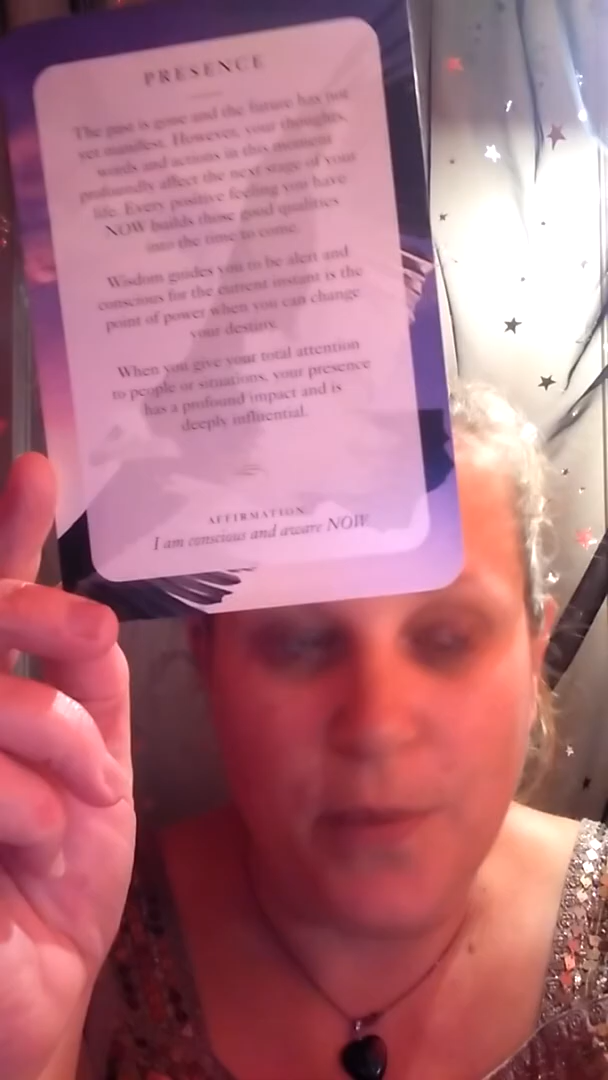 PRESENCE
The past is gone and the future has not
yet manifest. However, your thoughts,
words and actions in this moment
profoundly affect the next stage of your
life. Every positive feeling you have
NOW builds those good qualities
into the time to come.
Wisdom guides you to be alert and
conscious for the current instant is the
point of power when you can change
your destiny.
When you give your total attention
to people or situations, your presence
has a profound impact and is
deeply influential.
AFFIRMATION
I am conscious and aware NOW.